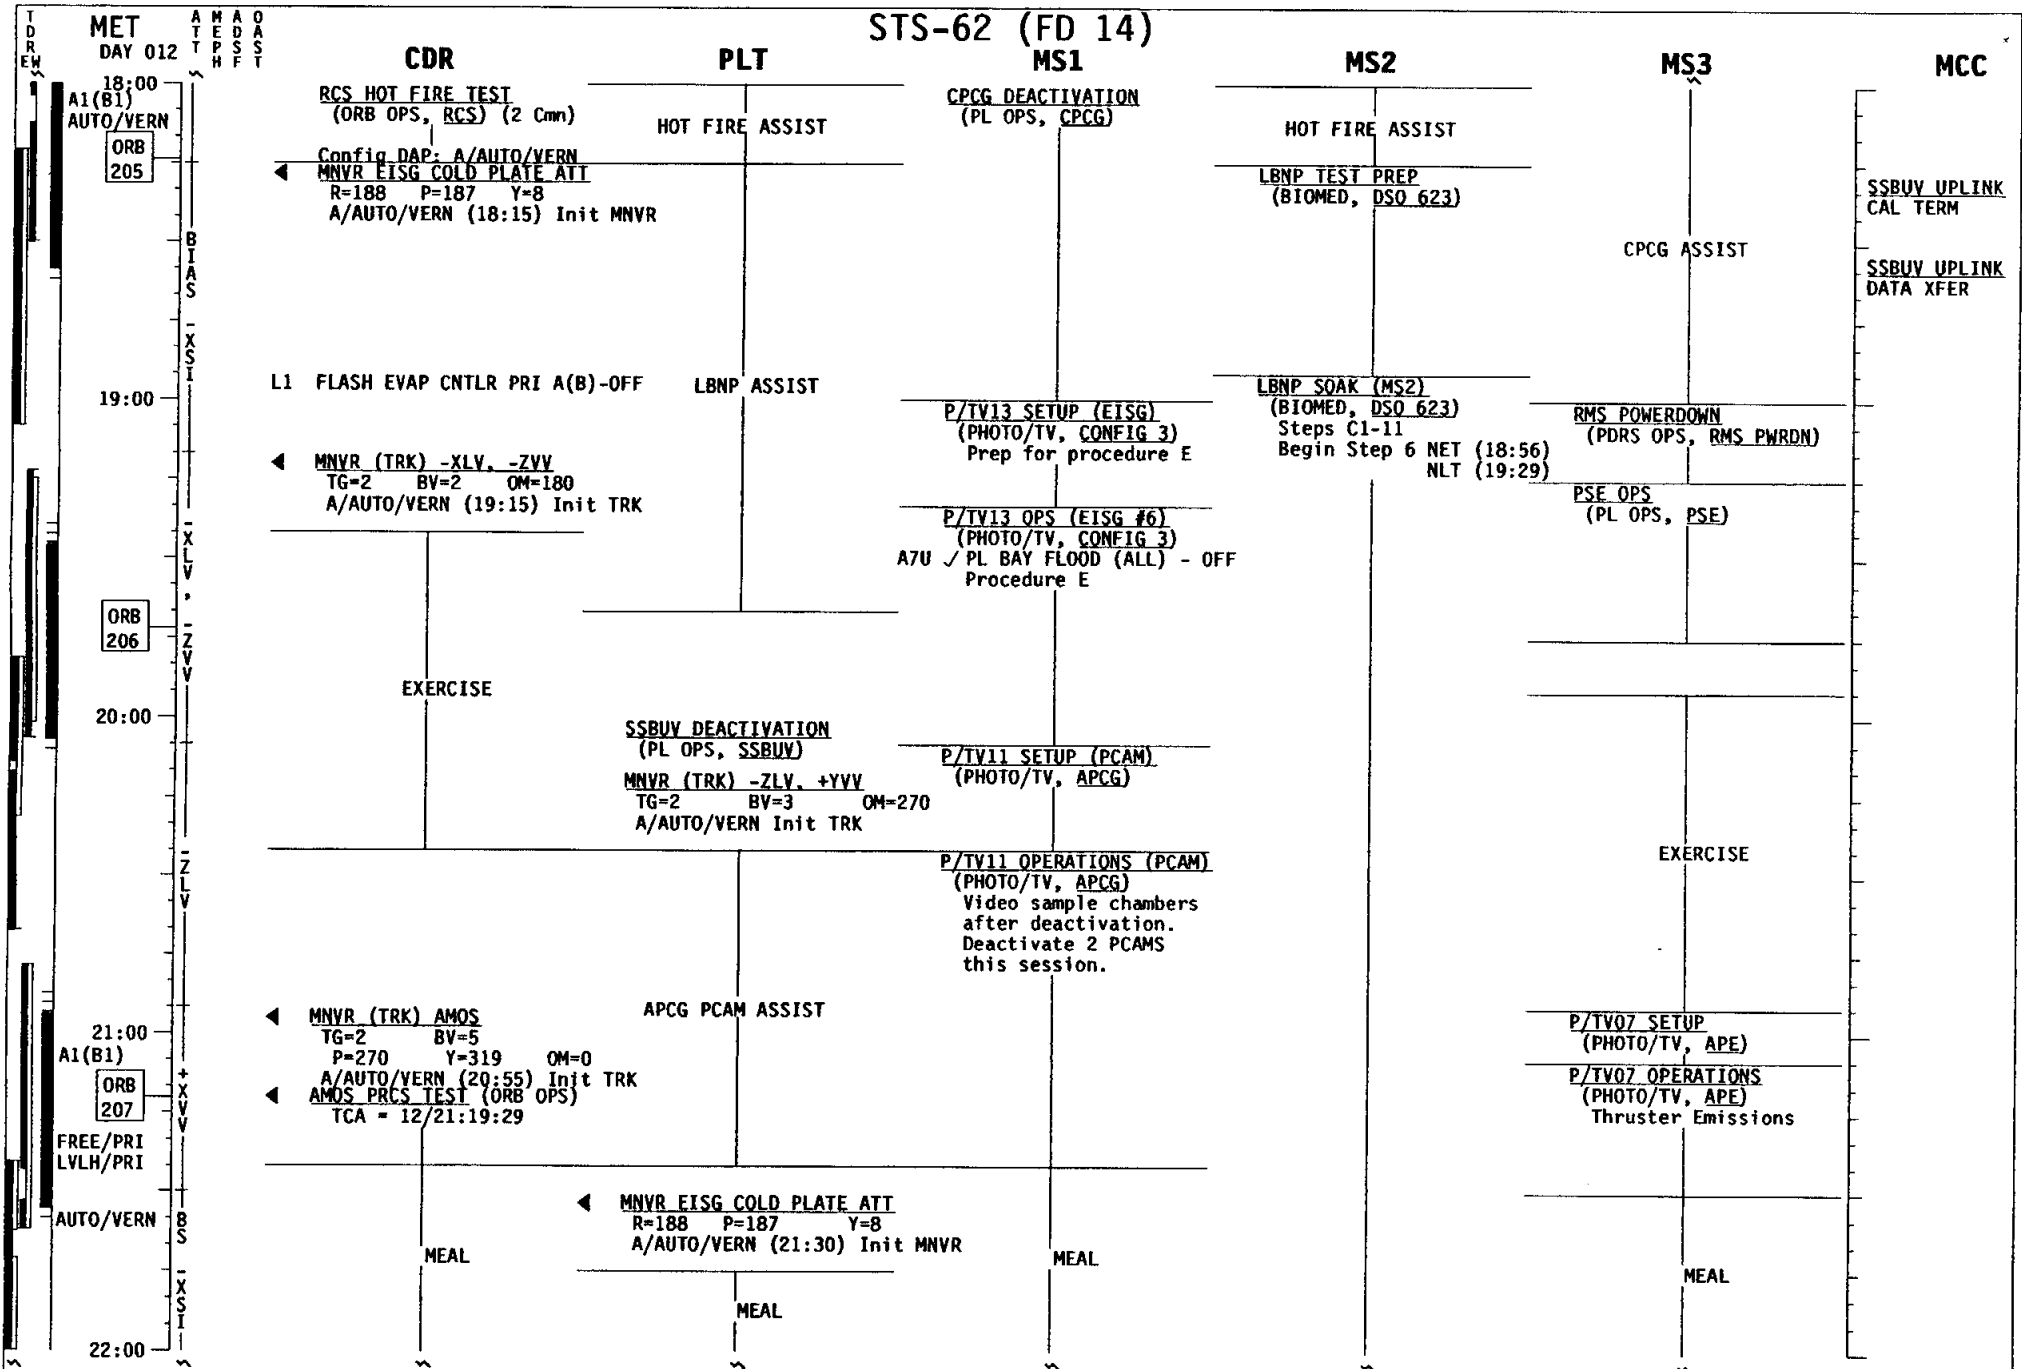 STS-62 (FD 14)
TDRE W
MET
DAY 012
ATT
MEPH
ADSF
OAST
CDR
PLT
MS1
MS2
MS3
MCC
18:00
A1(B1)
AUTO/VERN
ORB
205
BIAS -XSI
19:00
-XLV, -ZVV
ORB
206
20:00
-ZLV
21:00
A1(B1)
ORB
207
+XVV
FREE/PRI
LVLH/PRI
AUTO/VERN
BS -XSI
22:00
RCS HOT FIRE TEST
(ORB OPS, RCS) (2 Cmn)
Config DAP: A/AUTO/VERN
MNVR EISG COLD PLATE ATT
R=188 P=187 Y=8
A/AUTO/VERN (18:15) Init MNVR
L1 FLASH EVAP CNTLR PRI A(B)-OFF
MNVR (TRK) -XLV, -ZVV
TG=2 BV=2 OM=180
A/AUTO/VERN (19:15) Init TRK
EXERCISE
MNVR (TRK) AMOS
TG=2 BV=5
P=270 Y=319 OM=0
A/AUTO/VERN (20:55) Init TRK
AMOS PRCS TEST (ORB OPS)
TCA = 12/21:19:29
MEAL
HOT FIRE ASSIST
LBNP ASSIST
SSBUV DEACTIVATION
(PL OPS, SSBUV)
MNVR (TRK) -ZLV, +YVV
TG=2 BV=3 OM=270
A/AUTO/VERN Init TRK
APCG PCAM ASSIST
MNVR EISG COLD PLATE ATT
R=188 P=187 Y=8
A/AUTO/VERN (21:30) Init MNVR
MEAL
CPCG DEACTIVATION
(PL OPS, CPCG)
P/TV13 SETUP (EISG)
(PHOTO/TV, CONFIG 3)
Prep for procedure E
P/TV13 OPS (EISG #6)
(PHOTO/TV, CONFIG 3)
A7U ✓ PL BAY FLOOD (ALL) - OFF
Procedure E
P/TV11 SETUP (PCAM)
(PHOTO/TV, APCG)
P/TV11 OPERATIONS (PCAM)
(PHOTO/TV, APCG)
Video sample chambers
after deactivation.
Deactivate 2 PCAMS
this session.
MEAL
HOT FIRE ASSIST
LBNP TEST PREP
(BIOMED, DSO 623)
LBNP SOAK (MS2)
(BIOMED, DSO 623)
Steps C1-11
Begin Step 6 NET (18:56)
NLT (19:29)
CPCG ASSIST
RMS POWERDOWN
(PDRS OPS, RMS PWRDN)
PSE OPS
(PL OPS, PSE)
EXERCISE
P/TV07 SETUP
(PHOTO/TV, APE)
P/TV07 OPERATIONS
(PHOTO/TV, APE)
Thruster Emissions
MEAL
SSBUV UPLINK
CAL TERM
SSBUV UPLINK
DATA XFER